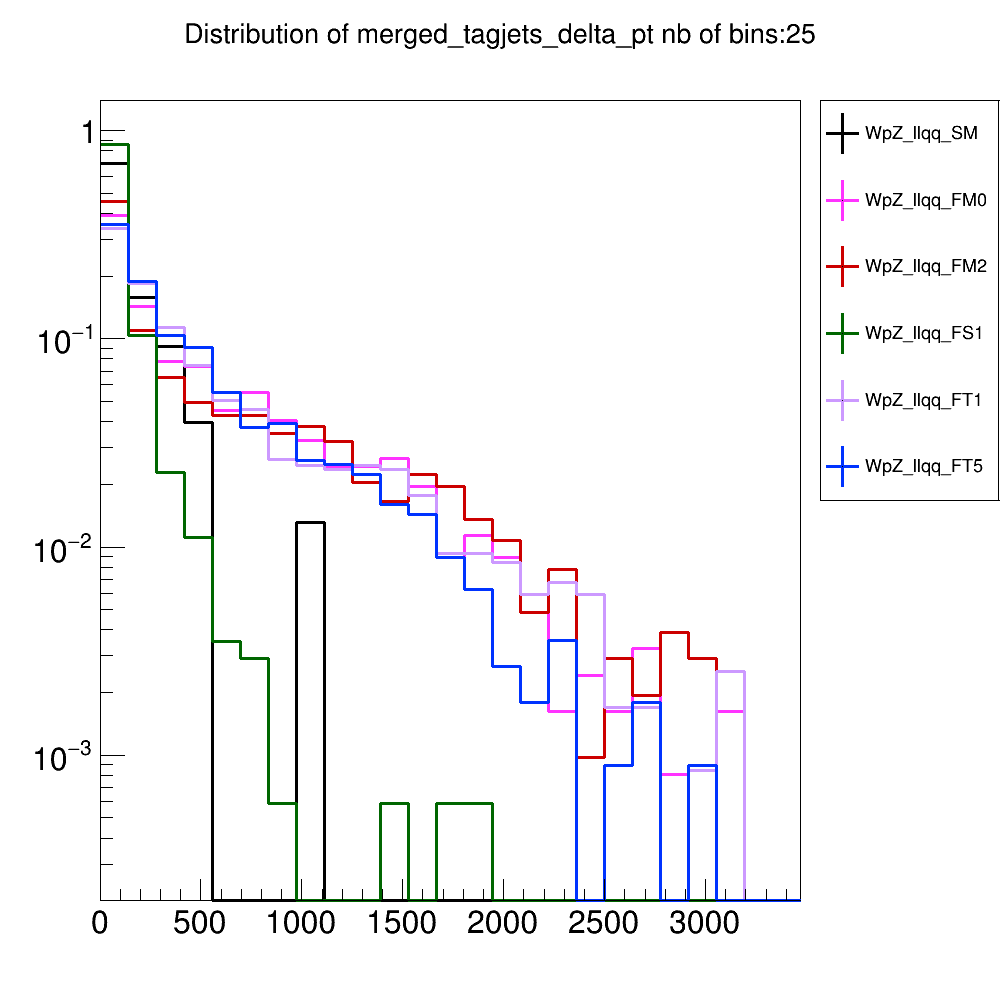 Distribution of merged_tagjets_delta_pt nb of bins:25
1
10−1
10−2
10−3
0 500 1000 1500 2000 2500 3000
WpZ_llqq_SM
WpZ_llqq_FM0
WpZ_llqq_FM2
WpZ_llqq_FS1
WpZ_llqq_FT1
WpZ_llqq_FT5